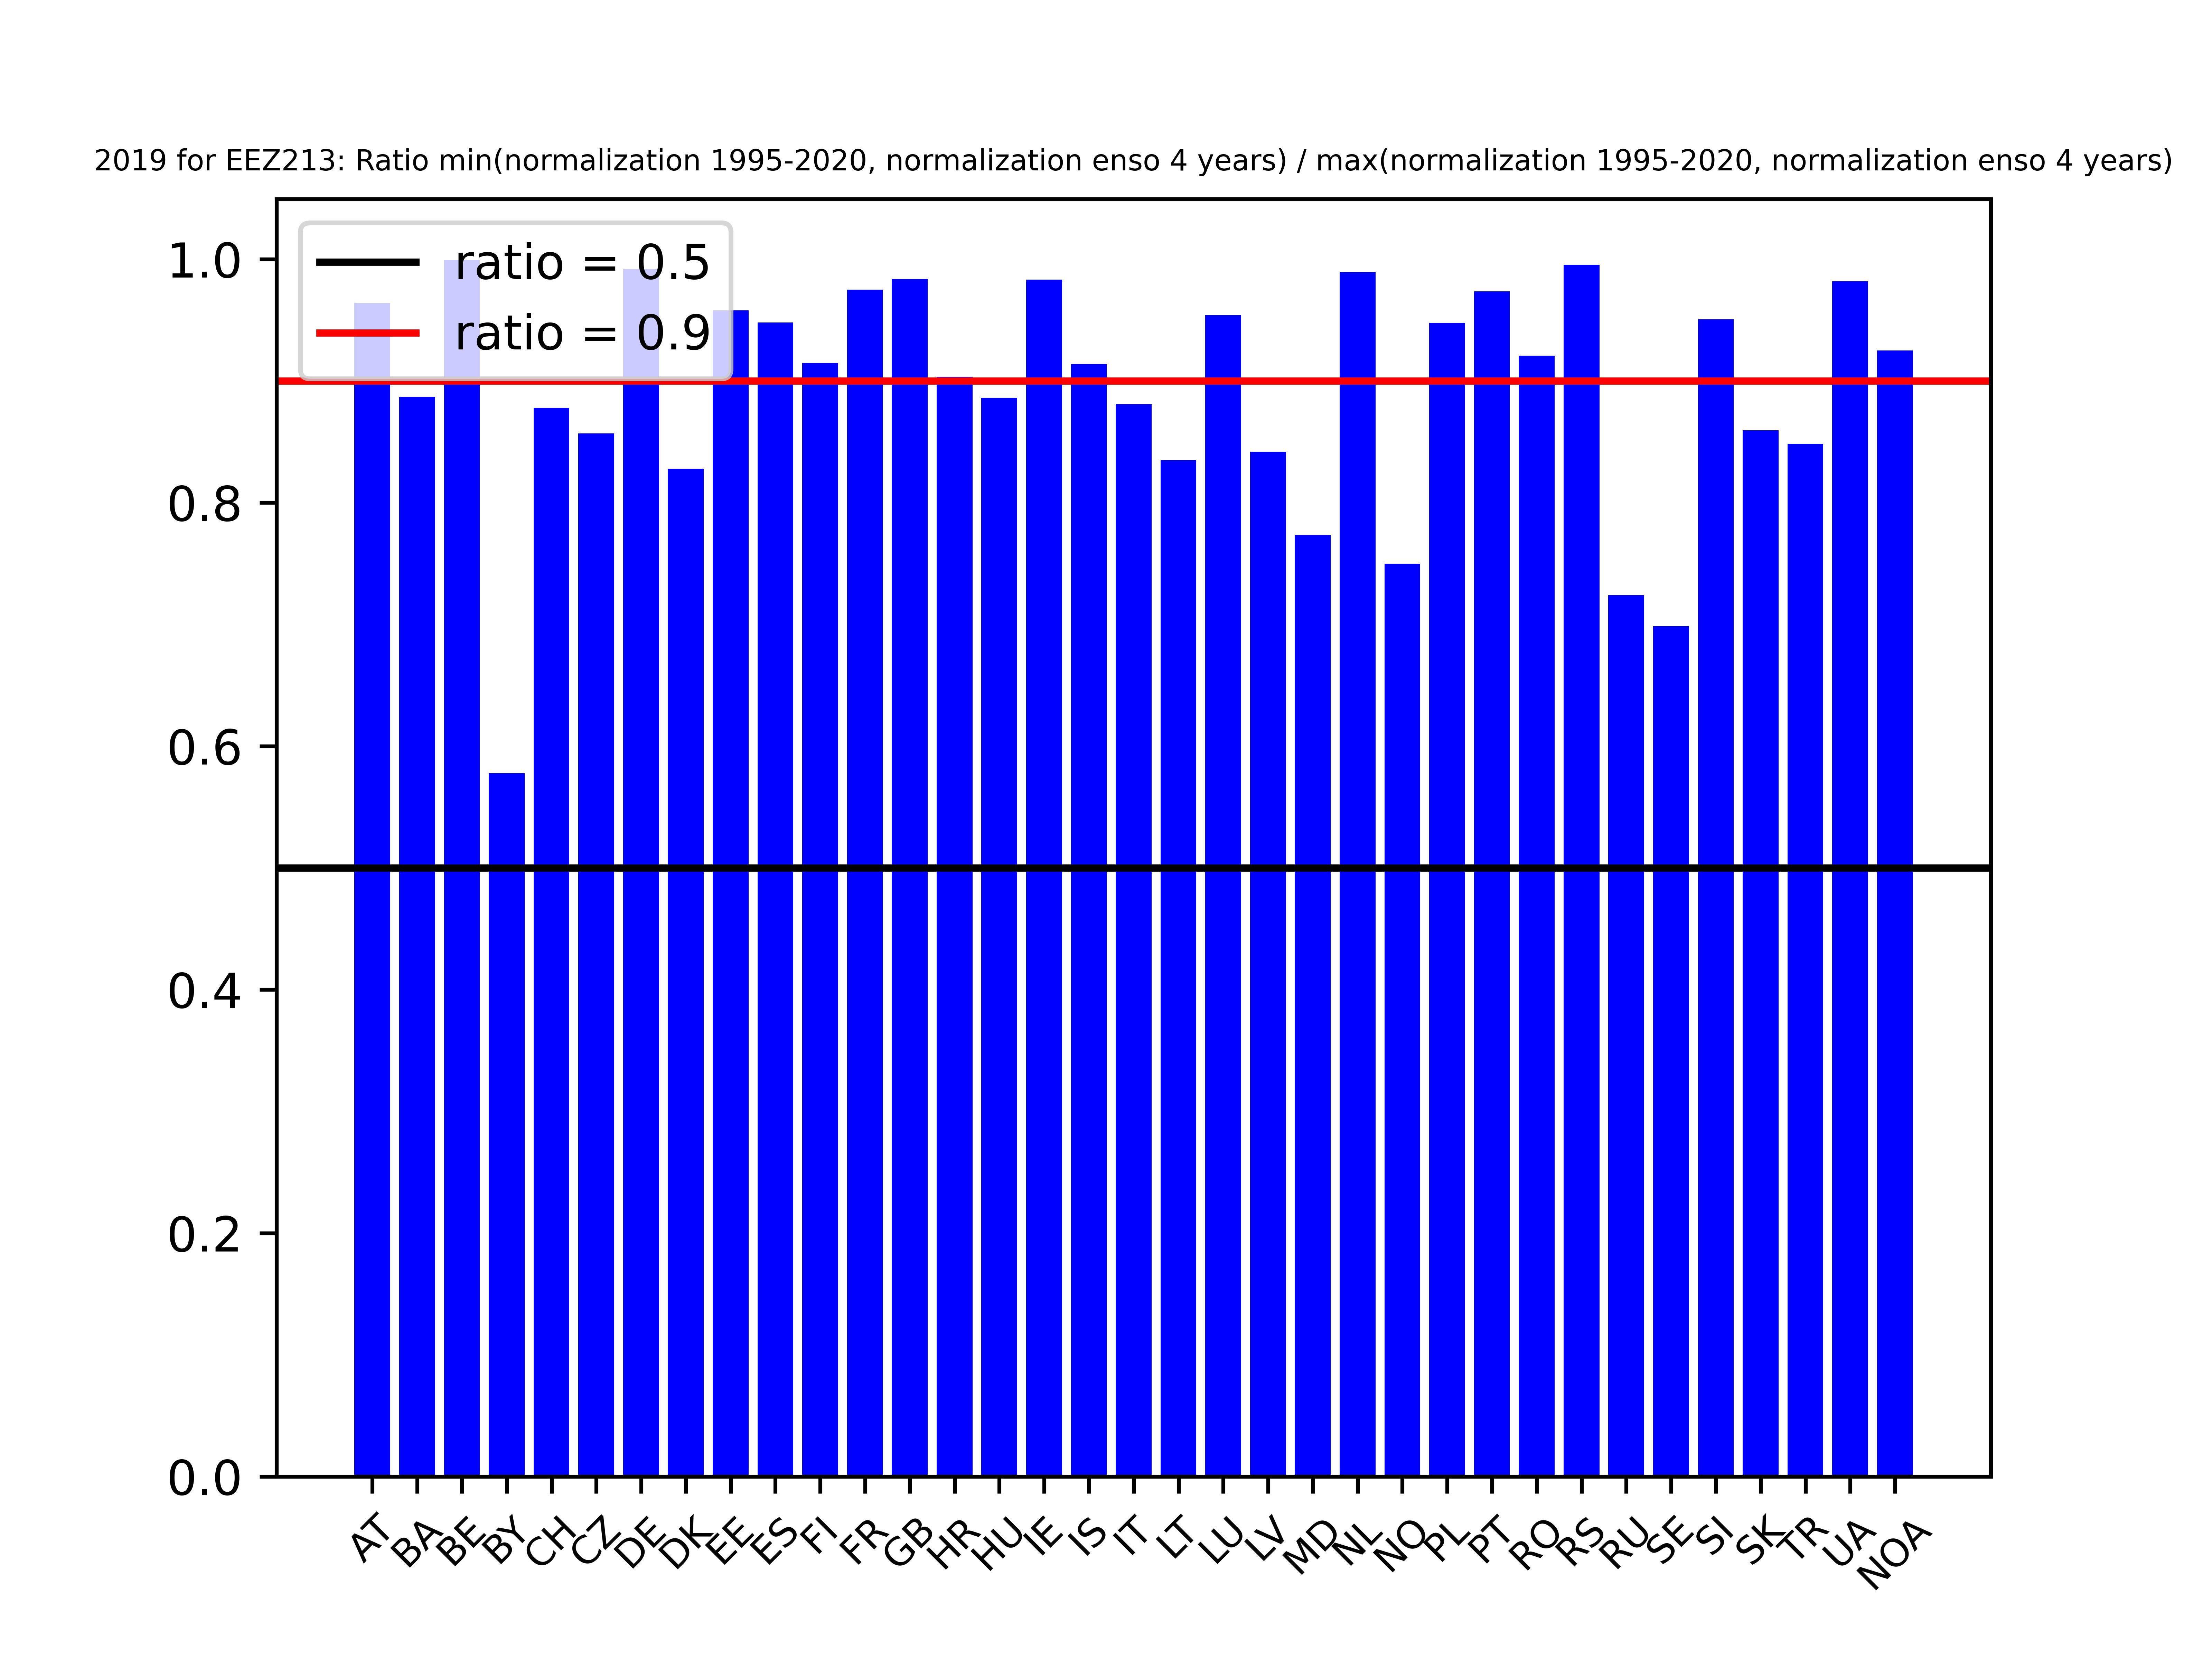 2019 for EEZ213: Ratio min(normalization 1995-2020, normalization enso 4 years) / max(normalization 1995-2020, normalization enso 4 years)
ratio = 0.5
ratio = 0.9
1.0
0.8
0.6
0.4
0.2
0.0
AT BA BE BY CH CZ DE DK EE ES FI FR GB HR HU IE IS IT LT LU LV MD NL NO PL PT RO RS RU SE SI SK TR UA NOA